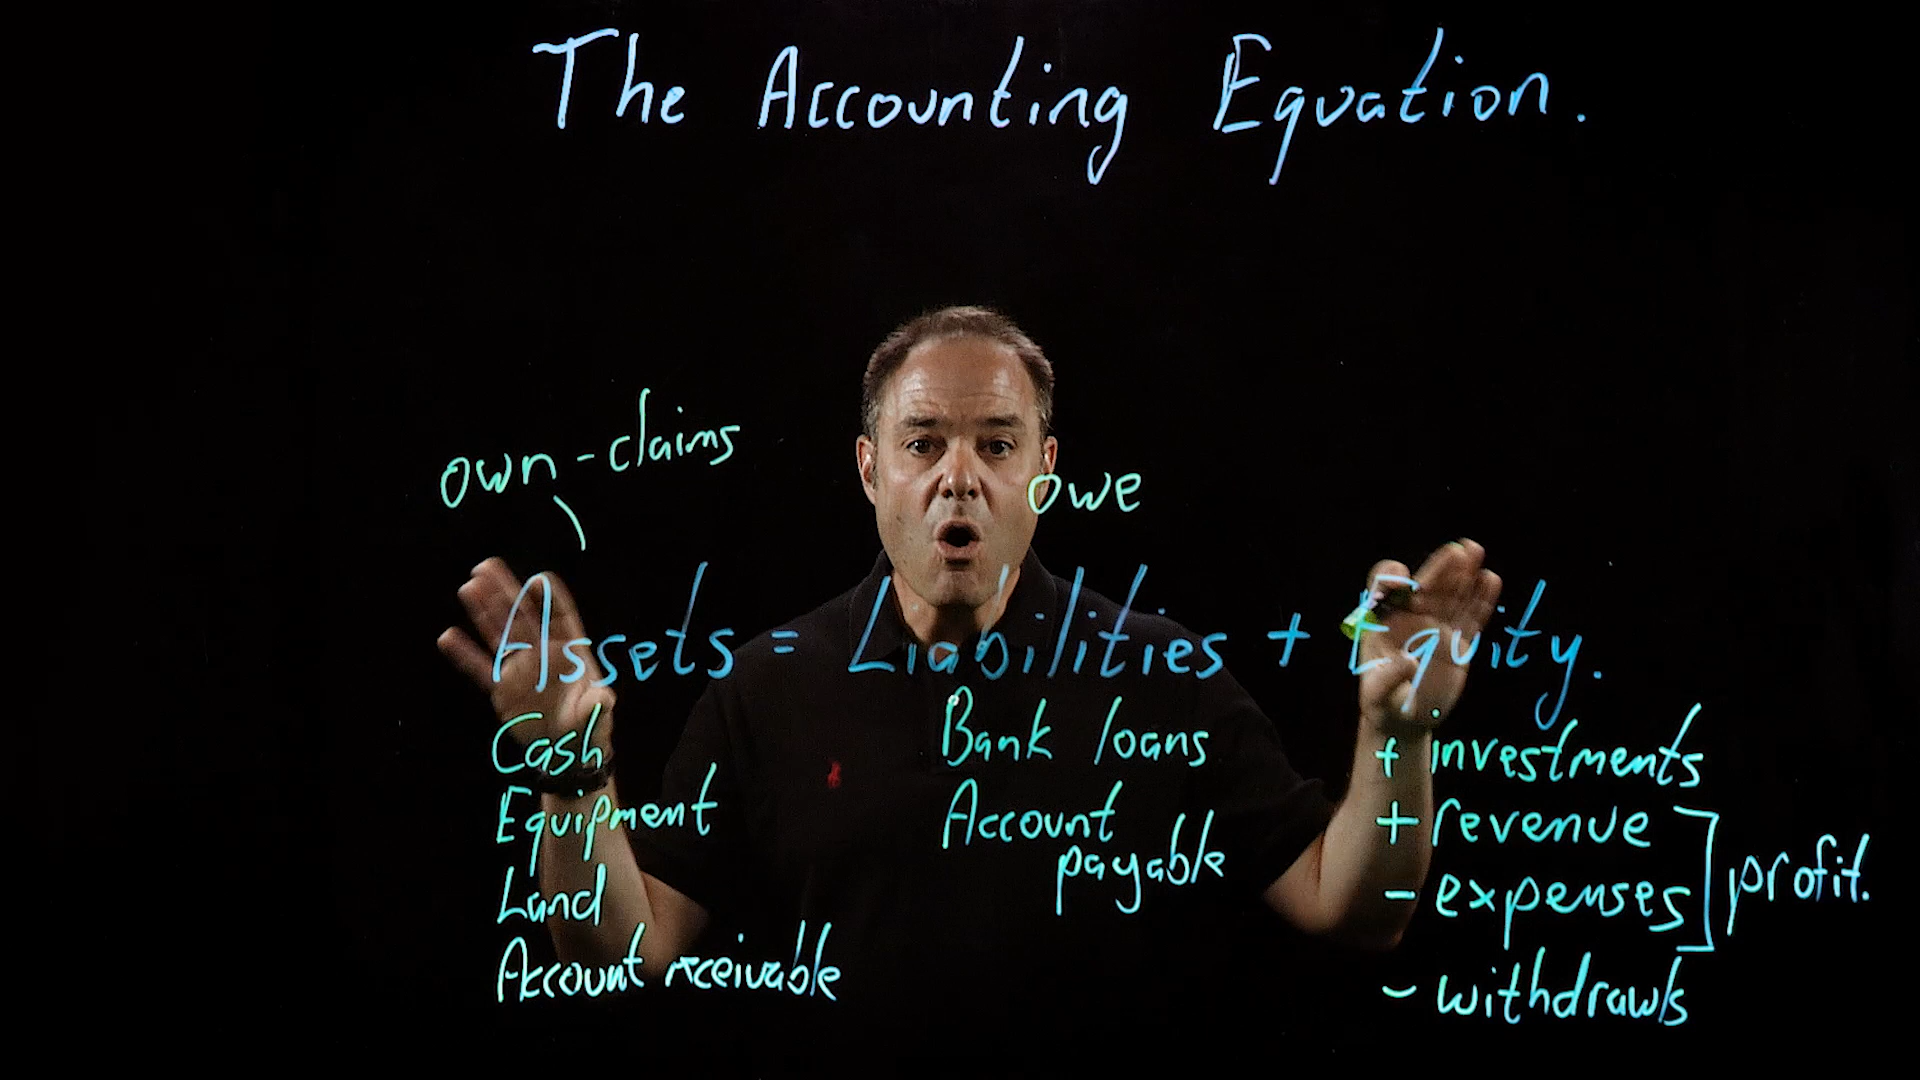 The Accounting Equation.
own - claims
owe
Assets = Liabilities + Equity.
Cash
Equipment
Land
Account receivable
Bank loans
Account
payable
+ investments
+ revenue
- expenses
profit.
- withdrawls